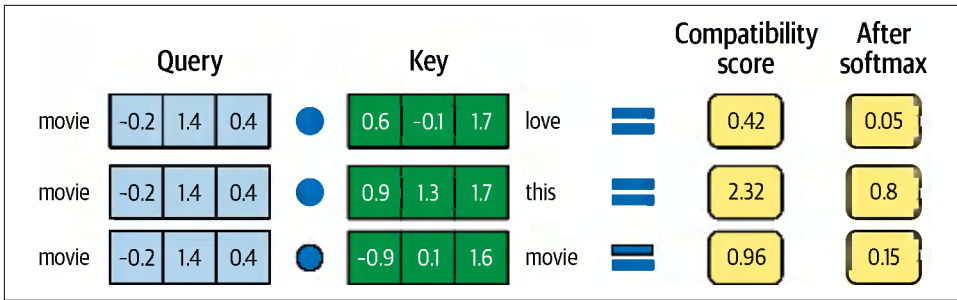 Query Key Compatibility score After softmax
movie -0.2 1.4 0.4 0.6 -0.1 1.7 love 0.42 0.05
movie -0.2 1.4 0.4 0.9 1.3 1.7 this 2.32 0.8
movie -0.2 1.4 0.4 -0.9 0.1 1.6 movie 0.96 0.15